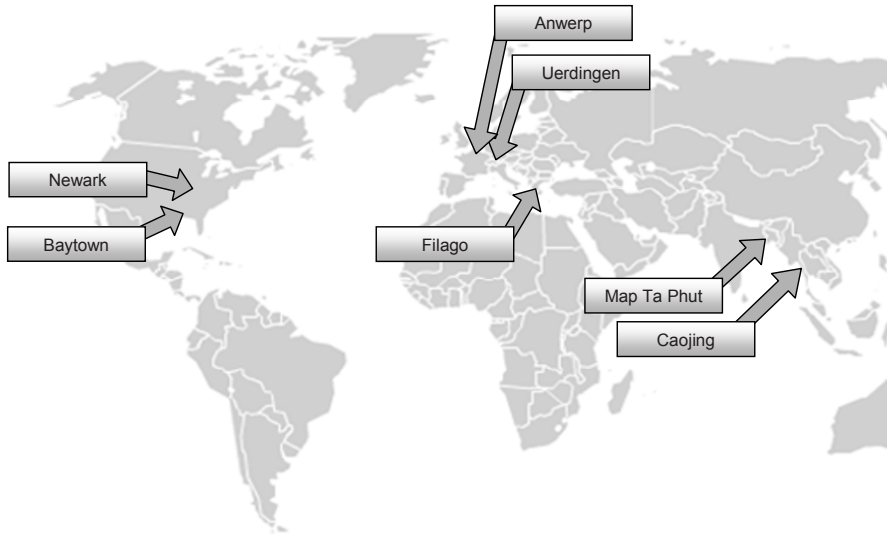 Anwerp
Uerdingen
Newark
Baytown
Filago
Map Ta Phut
Caojing